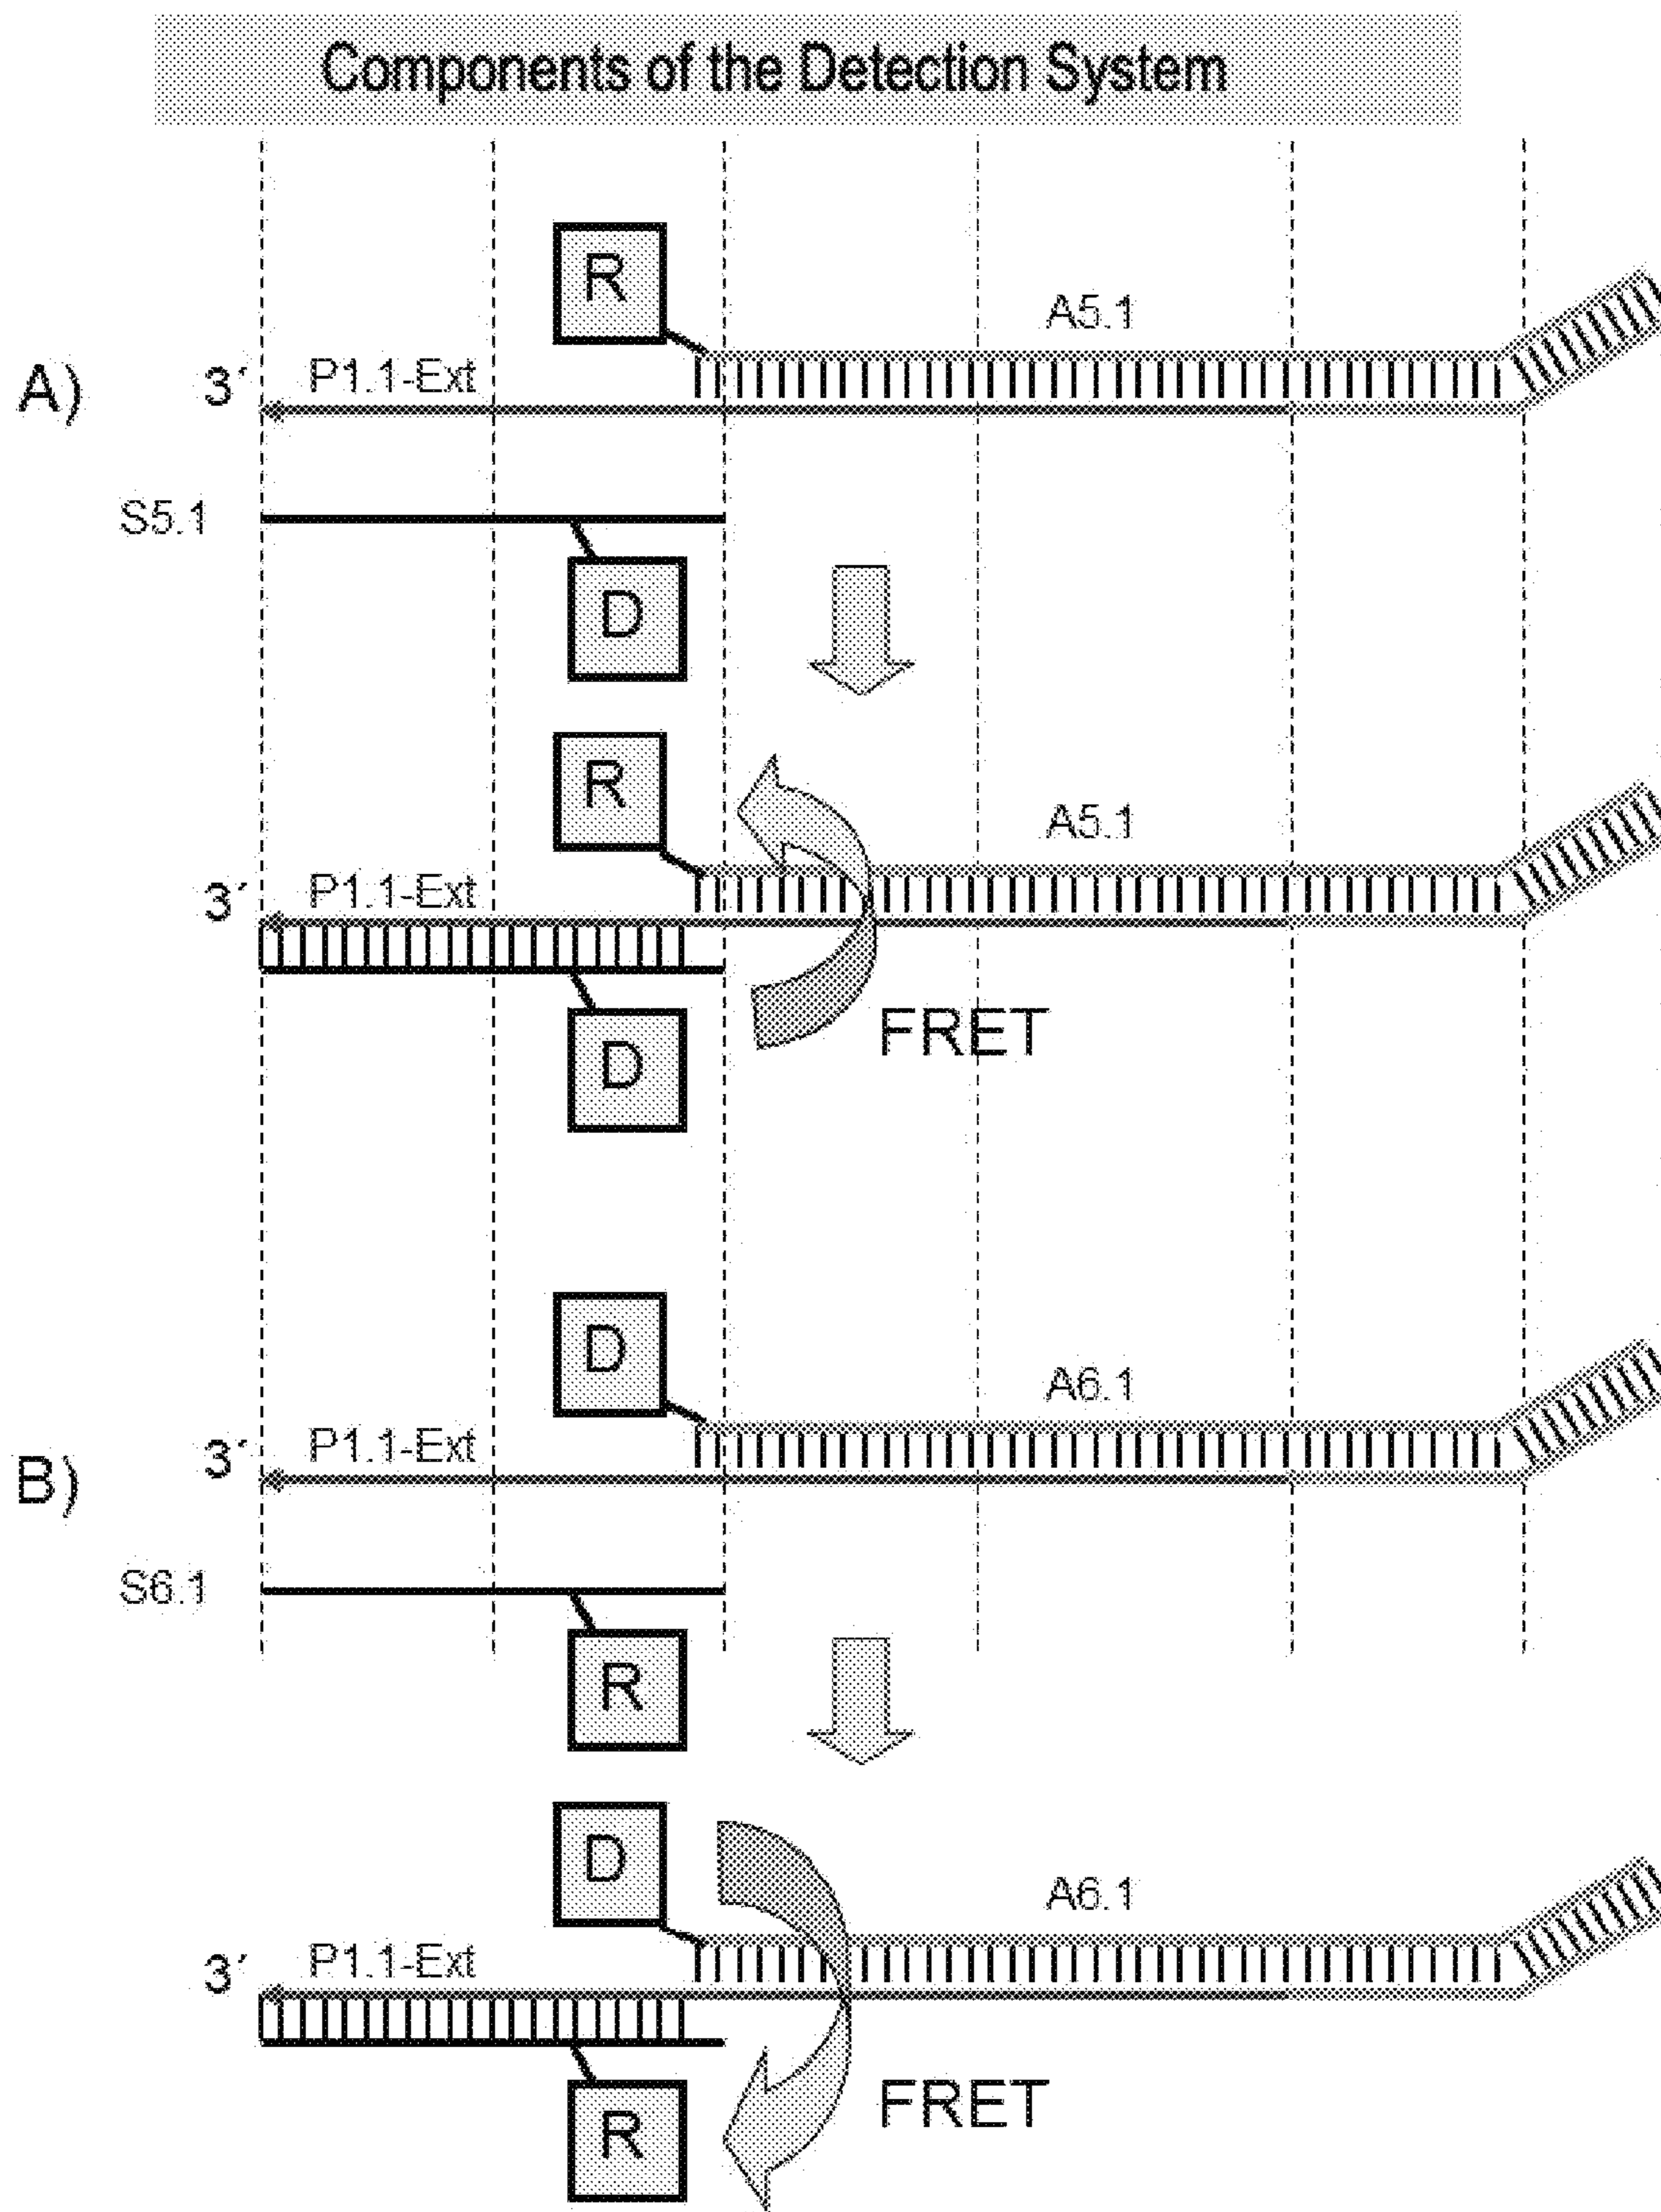 Components of the Detection System
R
A5.1
P1.1-Ext
3´
A)
S5.1
D
R
A5.1
P1.1-Ext
3´
FRET
D
D
A6.1
P1.1-Ext
3´
B)
S6.1
R
D
A6.1
P1.1-Ext
3´
FRET
R